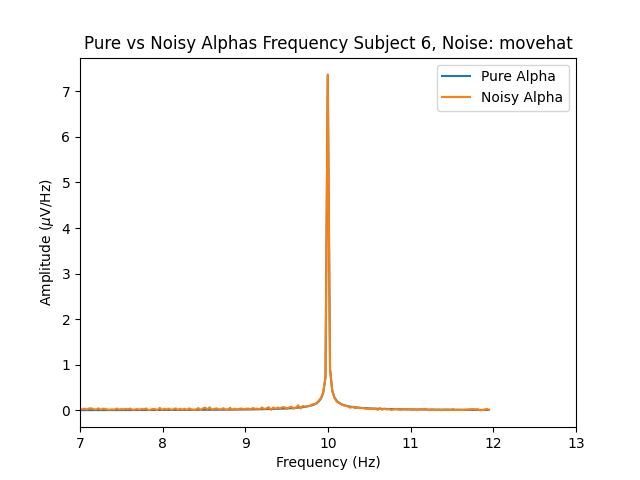 Pure vs Noisy Alphas Frequency Subject 6, Noise: movehat
Pure Alpha
Noisy Alpha
Amplitude (μV/Hz)
7
6
5
4
3
2
1
0
7 8 9 10 11 12 13
Frequency (Hz)